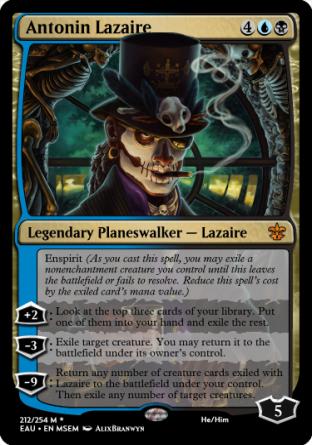 Antonin Lazaire 4
Legendary Planeswalker — Lazaire
Enspirit (As you cast this spell, you may exile a
nonenchantment creature you control until this leaves
the battlefield or fails to resolve. Reduce this spell's cost
by the exiled card's mana value.)
+2: Look at the top three cards of your library. Put
one of them into your hand and exile the rest.
-3: Exile target creature. You may return it to the
battlefield under its owner's control.
-9: Return any number of creature cards exiled with
Lazaire to the battlefield under your control.
Then exile any number of target creatures.
5
212/254 M * He/Him
EAU • EN MSEM AlixBranwyn